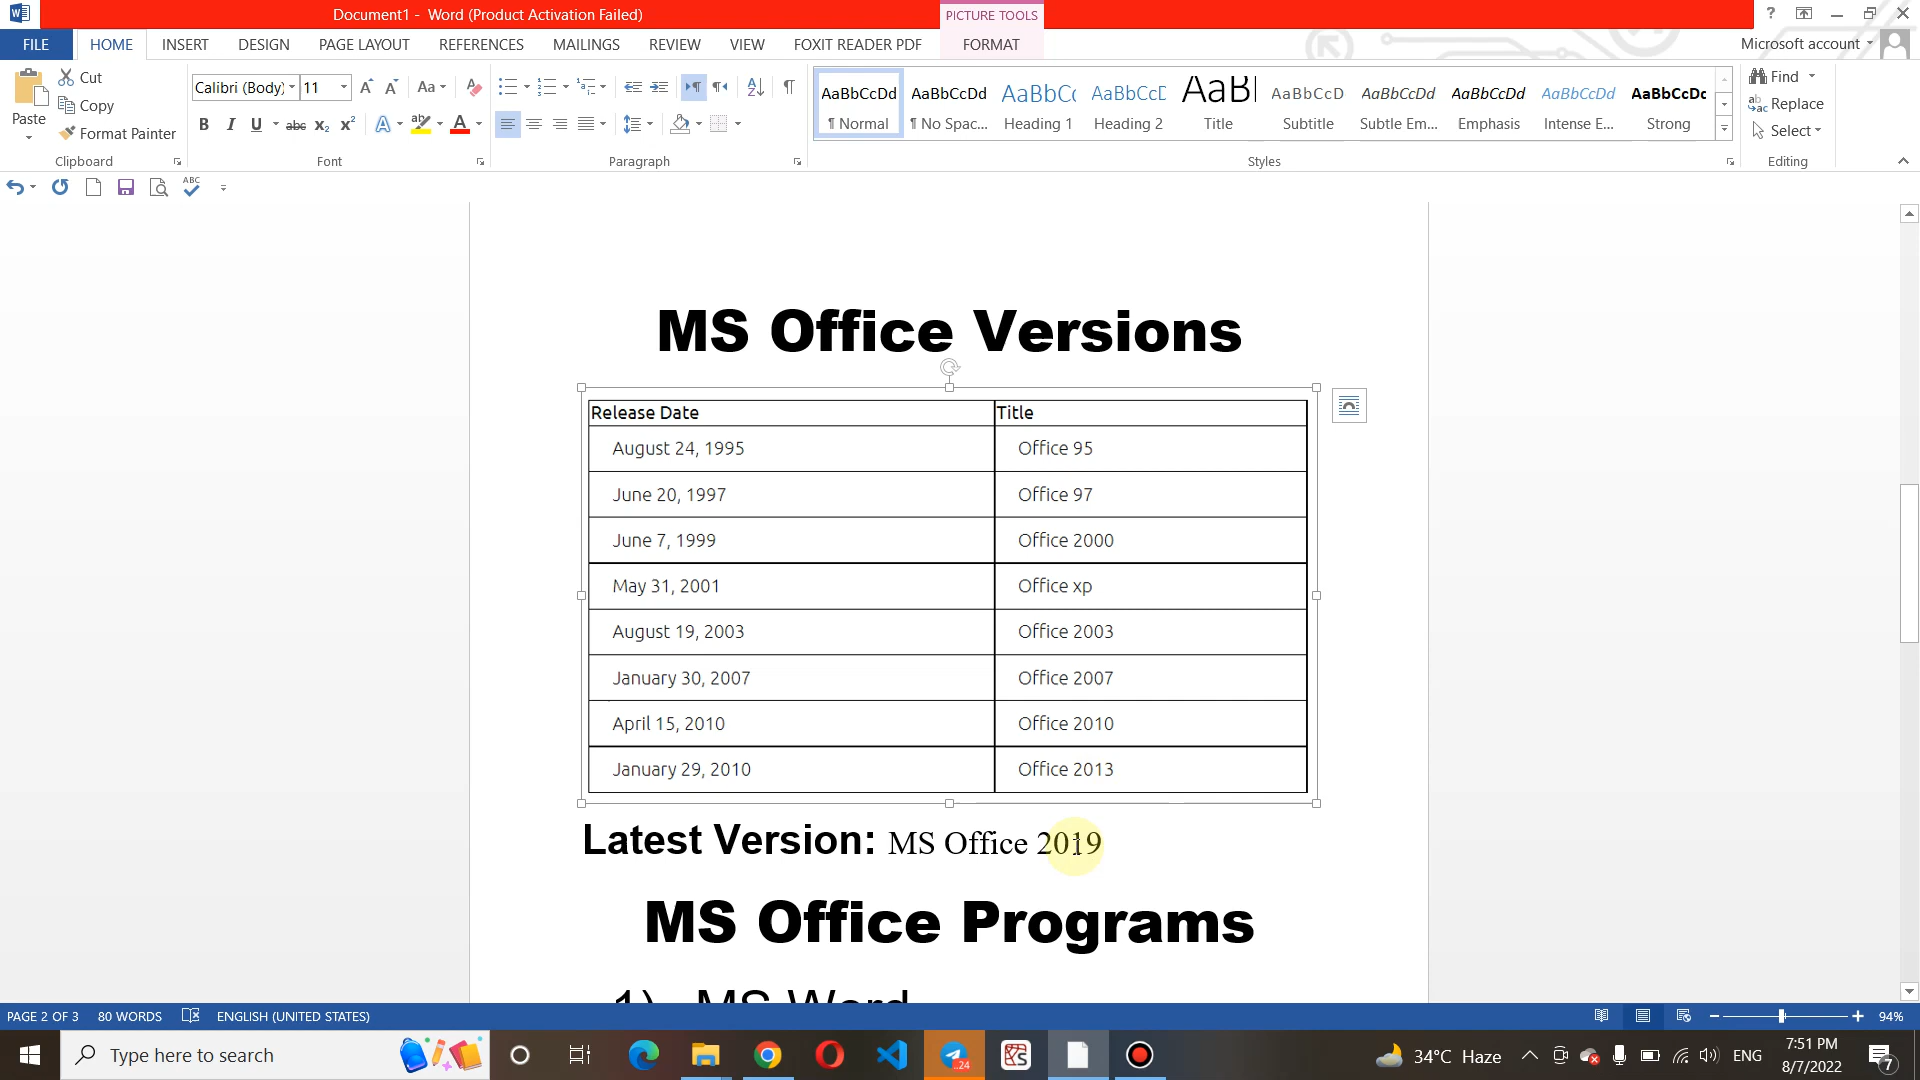 Document1 - Word (Product Activation Failed)
PICTURE TOOLS
?
FILE HOME INSERT DESIGN PAGE LAYOUT REFERENCES MAILINGS REVIEW VIEW FOXIT READER PDF FORMAT Microsoft account
Paste
Cut
Copy
Format Painter
Clipboard
Calibri (Body) 11
Font
Paragraph
AaBbCcDd AaBbCcDd AaBbCc AaBbCcD AaB AaBbCcD AaBbCcDd AaBbCcDd AaBbCcDd AaBbCcDc
¶ Normal ¶ No Spac... Heading 1 Heading 2 Title Subtitle Subtle Em... Emphasis Intense E... Strong
Styles
Find
Replace
Select
Editing
ABC
MS Office Versions
Release Date Title
August 24, 1995 Office 95
June 20, 1997 Office 97
June 7, 1999 Office 2000
May 31, 2001 Office xp
August 19, 2003 Office 2003
January 30, 2007 Office 2007
April 15, 2010 Office 2010
January 29, 2010 Office 2013
Latest Version: MS Office 2019
MS Office Programs
1) MS Word
PAGE 2 OF 3 80 WORDS ENGLISH (UNITED STATES) 94%
Type here to search
34°C Haze ENG
7:51 PM
8/7/2022
24
7